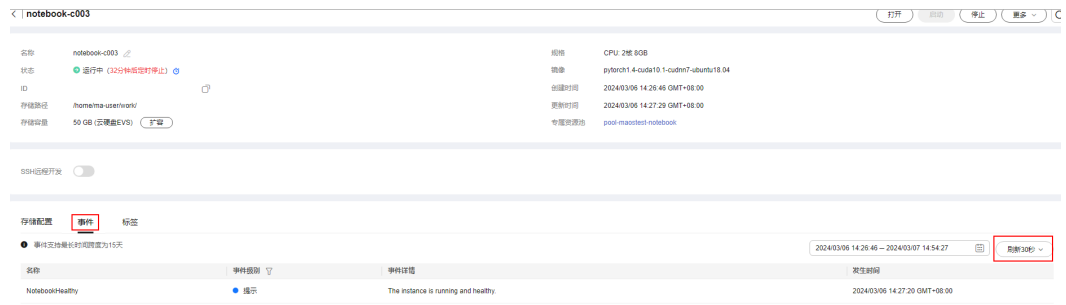 notebook-c003 打开 启动 停止 更多
名称 notebook-c003 规格 CPU: 2核 8GB
状态 运行中 (32分钟后定时停止) 镜像 pytorch1.4-cuda10.1-cudnn7-ubuntu18.04
ID 创建时间 2024/03/06 14:26:46 GMT+08:00
存储路径 /home/ma-user/work/ 更新时间 2024/03/06 14:27:29 GMT+08:00
存储容量 50 GB (云硬盘EVS) 扩容 专属资源池 pool-maostest-notebook
SSH远程开发
存储配置 事件 标签
事件支持最长时间跨度为15天 2024/03/06 14:26:46 – 2024/03/07 14:54:27 刷新30秒
名称 事件级别 事件详情 发生时间
NotebookHealthy 提示 The instance is running and healthy. 2024/03/06 14:27:20 GMT+08:00